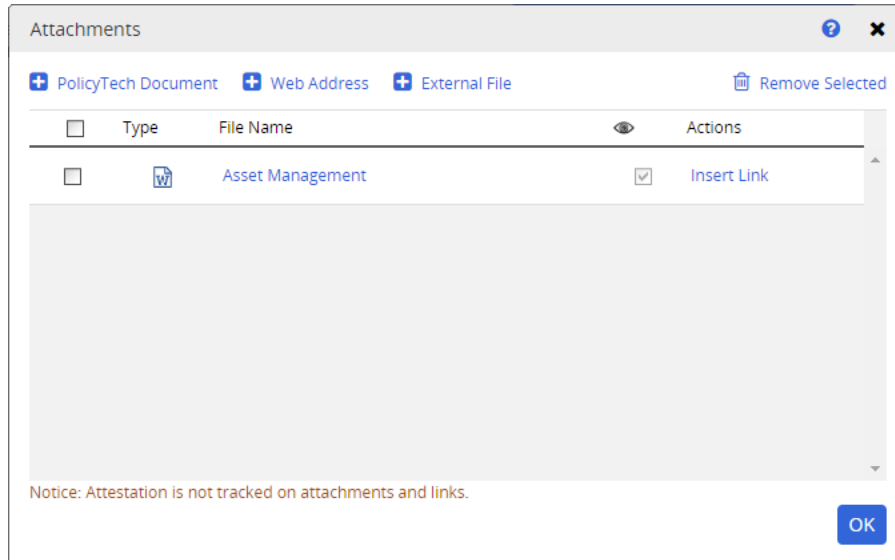 Attachments
PolicyTech Document Web Address External File Remove Selected
Type File Name Actions
Asset Management Insert Link
Notice: Attestation is not tracked on attachments and links.
OK